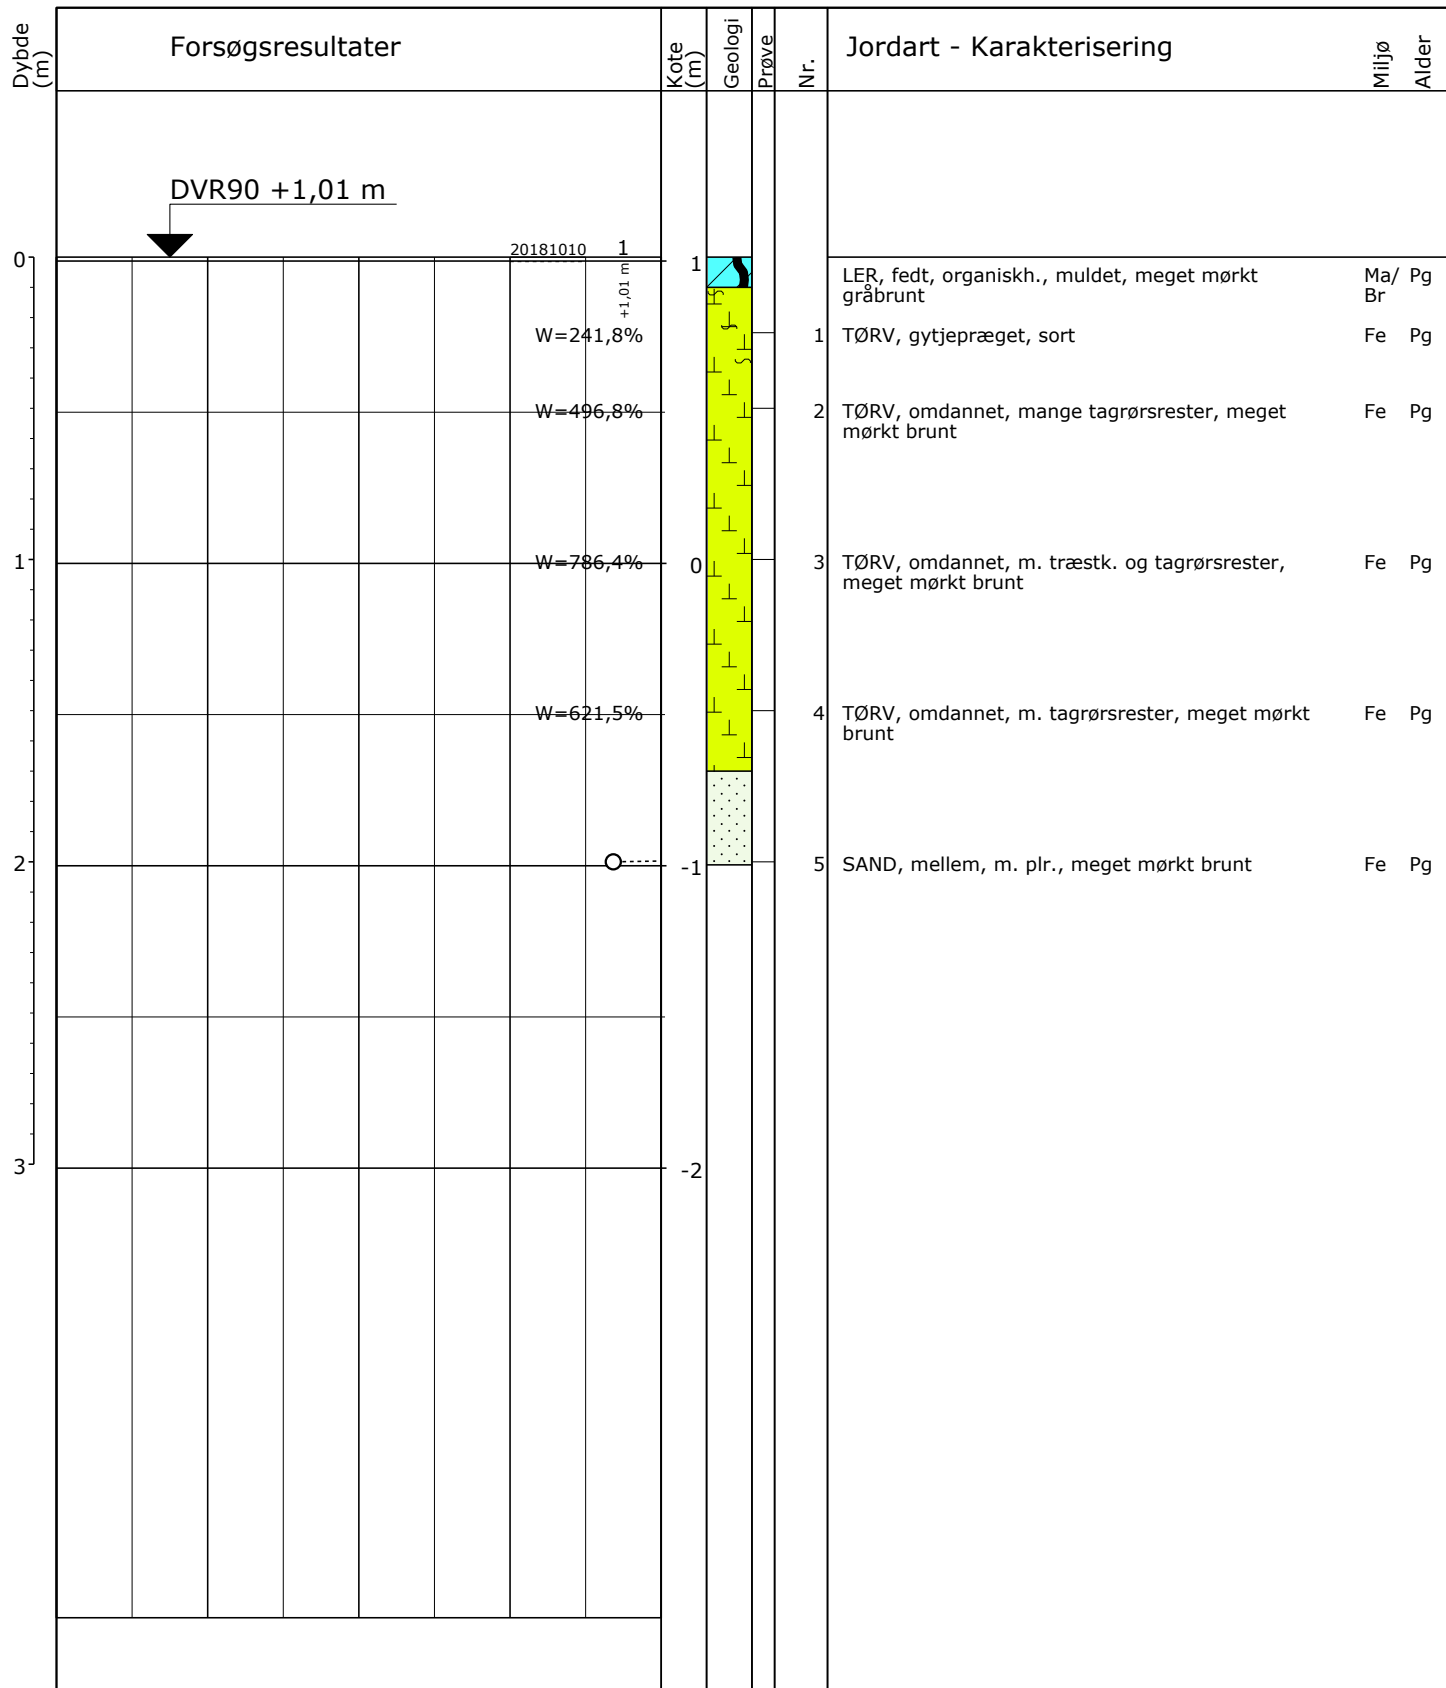 Dybde
(m)
Forsøgsresultater
Kote
(m)
Geologi
Prøve
Nr.
Jordart - Karakterisering
Miljø
Alder
DVR90 +1,01 m
20181010
1
+1,01 m
0
1
LER, fedt, organiskh., muldet, meget mørkt
gråbrunt
Ma/
Br
Pg
W=241,8%
1
TØRV, gytjepræget, sort
Fe
Pg
W=496,8%
2
TØRV, omdannet, mange tagrørsrester, meget
mørkt brunt
Fe
Pg
1
W=786,4%
0
3
TØRV, omdannet, m. træstk. og tagrørsrester,
meget mørkt brunt
Fe
Pg
W=621,5%
4
TØRV, omdannet, m. tagrørsrester, meget mørkt
brunt
Fe
Pg
2
-1
5
SAND, mellem, m. plr., meget mørkt brunt
Fe
Pg
3
-2